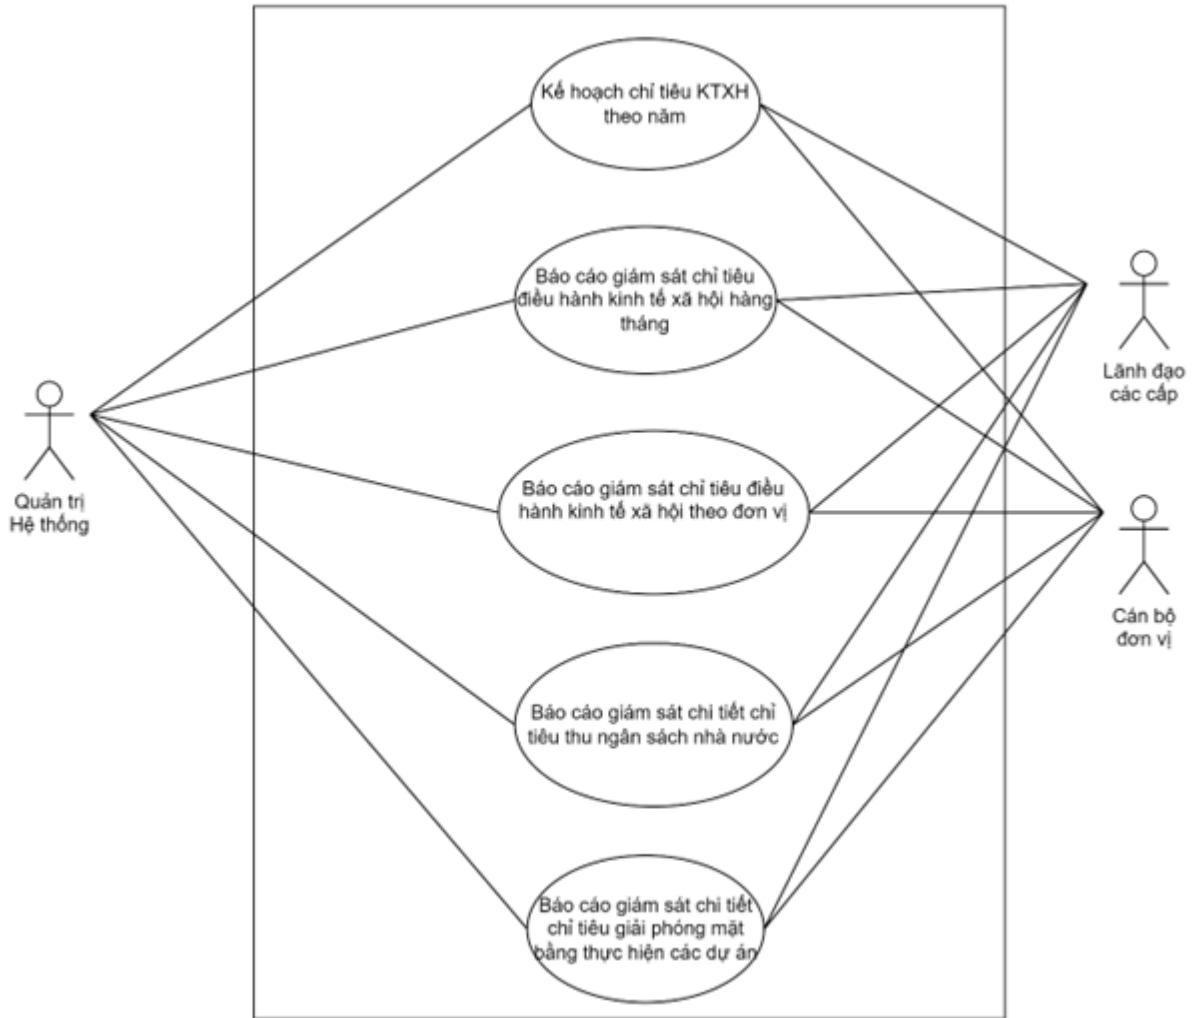 Kế hoạch chỉ tiêu KTXH
theo năm
Báo cáo giám sát chỉ tiêu
điều hành kinh tế xã hội hàng
tháng
Lãnh đạo
các cấp
Quản trị
Hệ thống
Báo cáo giám sát chỉ tiêu điều
hành kinh tế xã hội theo đơn vị
Cán bộ
đơn vị
Báo cáo giám sát chi tiết chỉ
tiêu thu ngân sách nhà nước
Báo cáo giám sát chi tiết
chỉ tiêu giải phóng mặt
bằng thực hiện các dự án